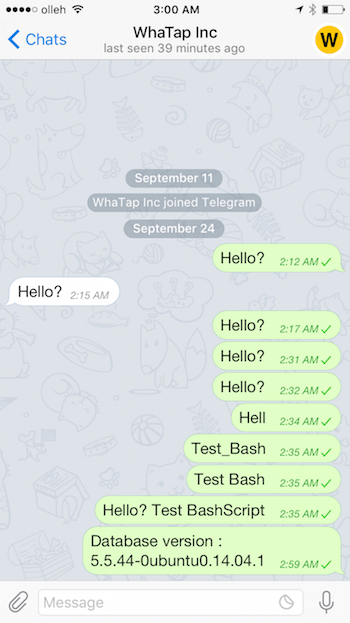 olleh 3:00 AM
Chats WhaTap Inc W
last seen 39 minutes ago
September 11
WhaTap Inc joined Telegram
September 24
Hello? 2:12 AM
Hello? 2:15 AM
Hello? 2:17 AM
Hello? 2:31 AM
Hello? 2:32 AM
Hell 2:34 AM
Test_Bash 2:35 AM
Test Bash 2:35 AM
Hello? Test BashScript 2:35 AM
Database version :
5.5.44-0ubuntu0.14.04.1 2:59 AM
Message